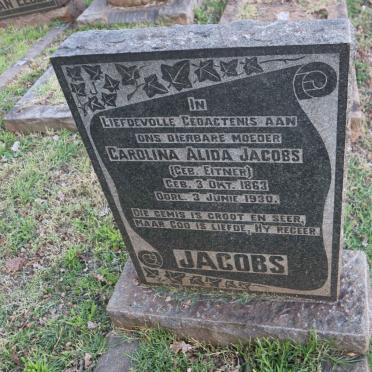 IN
LIEFDEVOLLE GEDACTENIS AAN
ONS DIERBARE MOEDER
CAROLINA ALIDA JACOBS
(GEB. EITNER)
GEB. 3 OKT. 1863
OORL. 3 JUNIE 1930.
DIE GEMIS IS GROOT EN SEER,
MAAR GOD IS LIEFDE, HY REGEER.
JACOBS